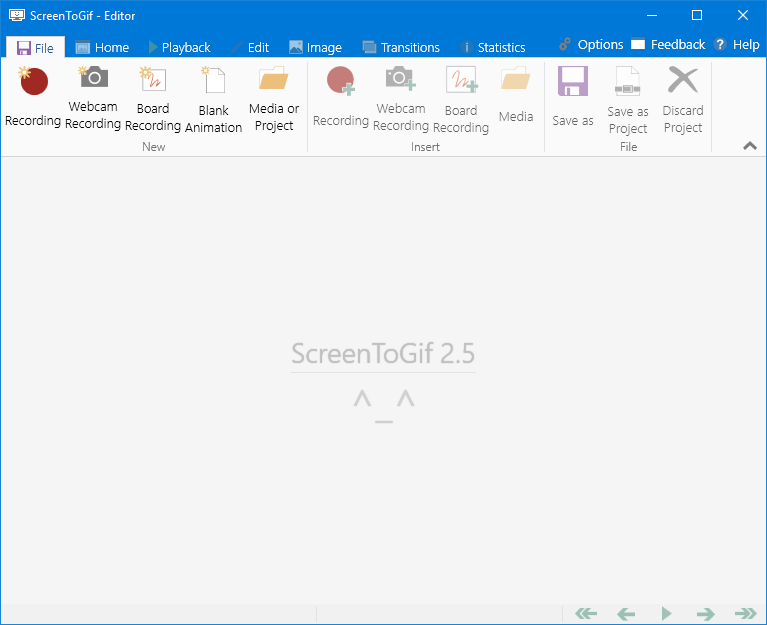 ScreenToGif - Editor
File Home Playback Edit Image Transitions Statistics Options Feedback Help
Recording
Webcam Recording
Board Recording
Blank Animation
Media or Project
New
Recording
Webcam Recording
Board Recording
Media
Insert
Save as
Save as Project
Discard Project
File
ScreenToGif 2.5
^_^